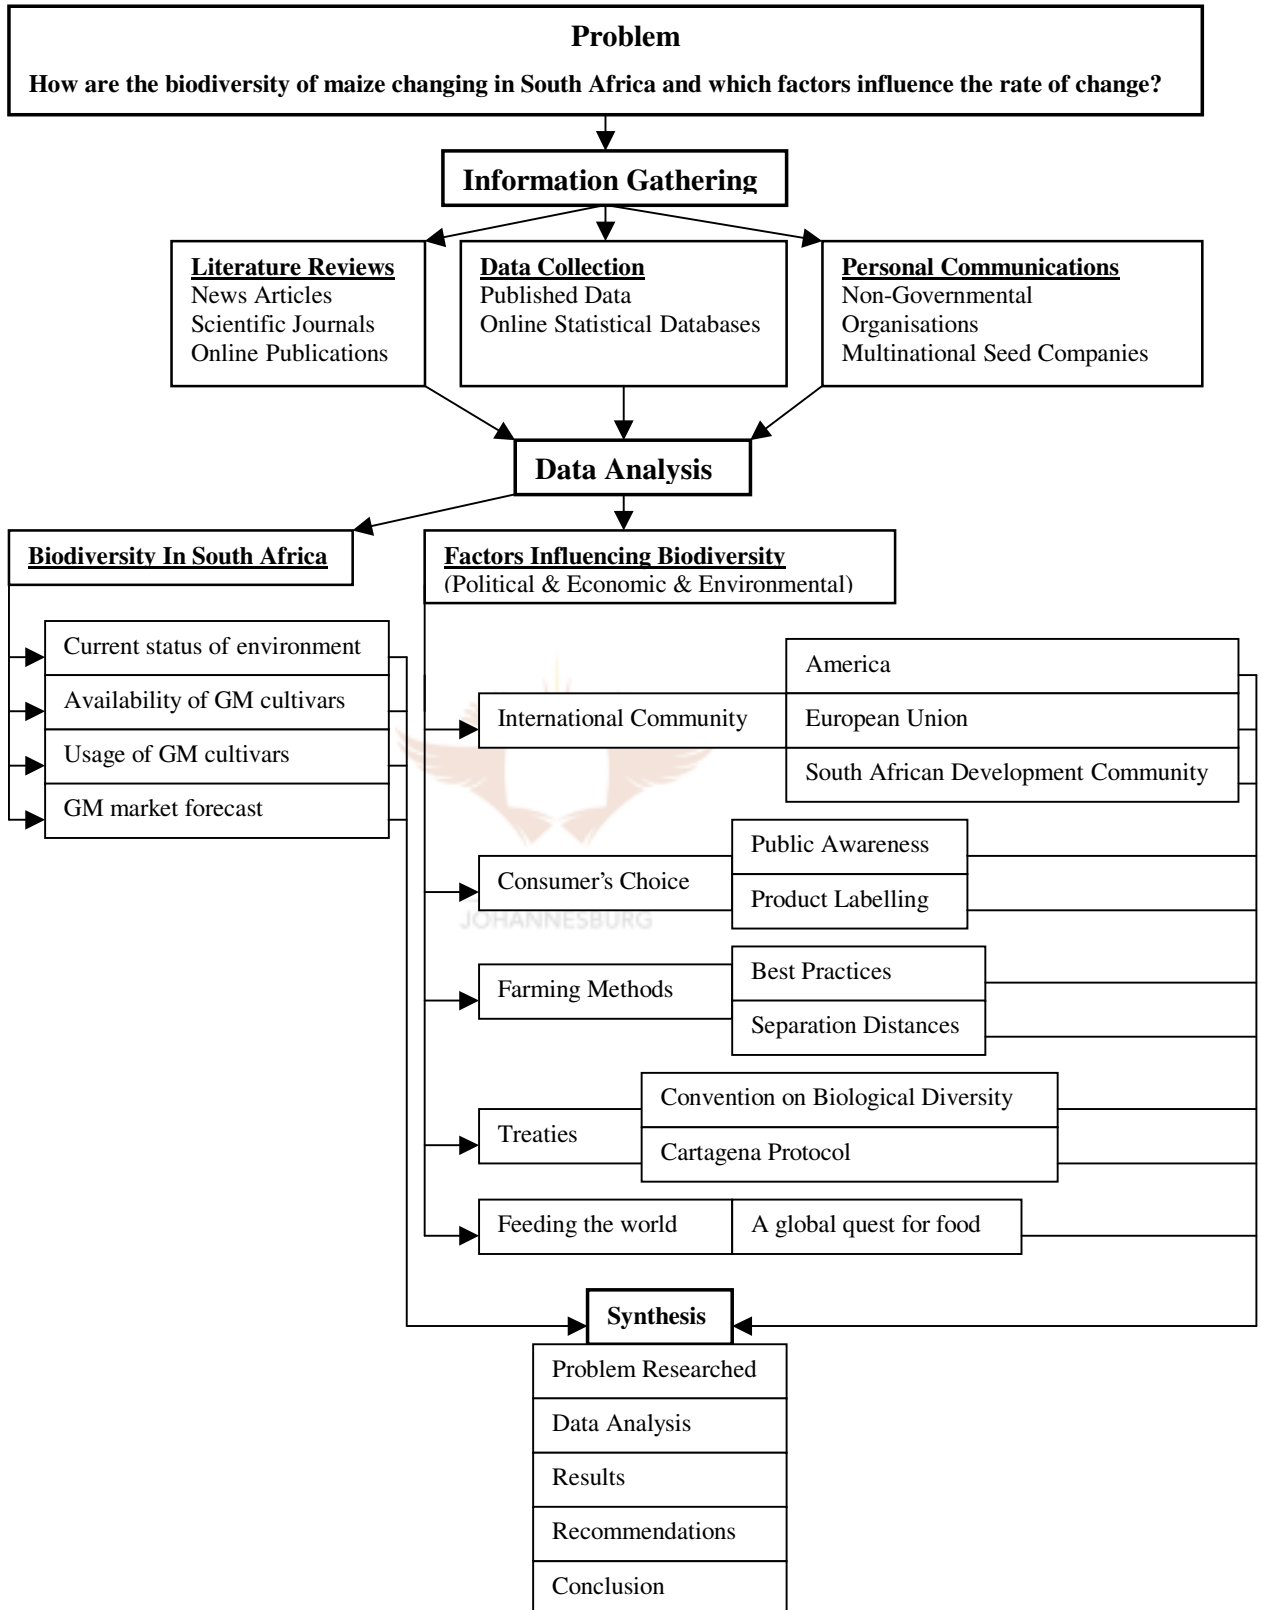 Problem
How are the biodiversity of maize changing in South Africa and which factors influence the rate of change?
Information Gathering
Literature Reviews
News Articles
Scientific Journals
Online Publications
Data Collection
Published Data
Online Statistical Databases
Personal Communications
Non-Governmental
Organisations
Multinational Seed Companies
Data Analysis
Biodiversity In South Africa
Factors Influencing Biodiversity
(Political & Economic & Environmental)
Current status of environment
Availability of GM cultivars
Usage of GM cultivars
GM market forecast
International Community
America
European Union
South African Development Community
Consumer's Choice
Public Awareness
Product Labelling
JOHANNESBURG
Farming Methods
Best Practices
Separation Distances
Treaties
Convention on Biological Diversity
Cartagena Protocol
Feeding the world
A global quest for food
Synthesis
Problem Researched
Data Analysis
Results
Recommendations
Conclusion